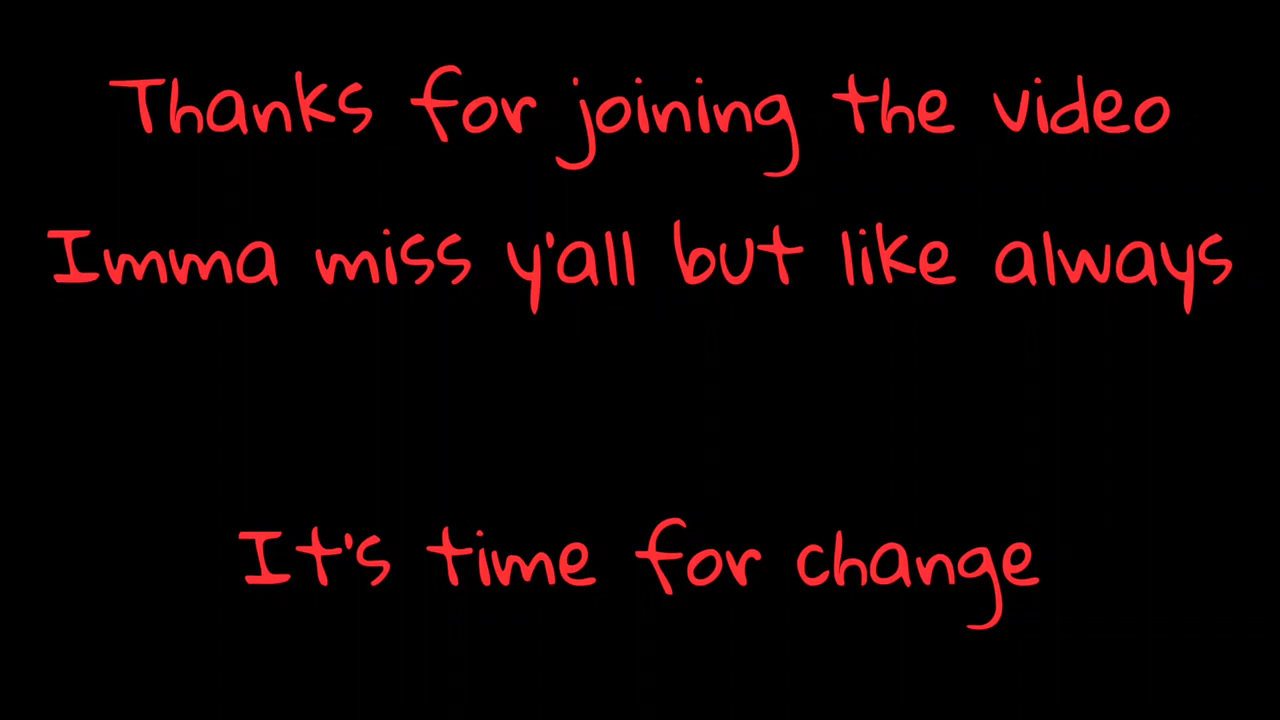 Thanks for joining the video
Imma miss y'all but like always
It's time for change